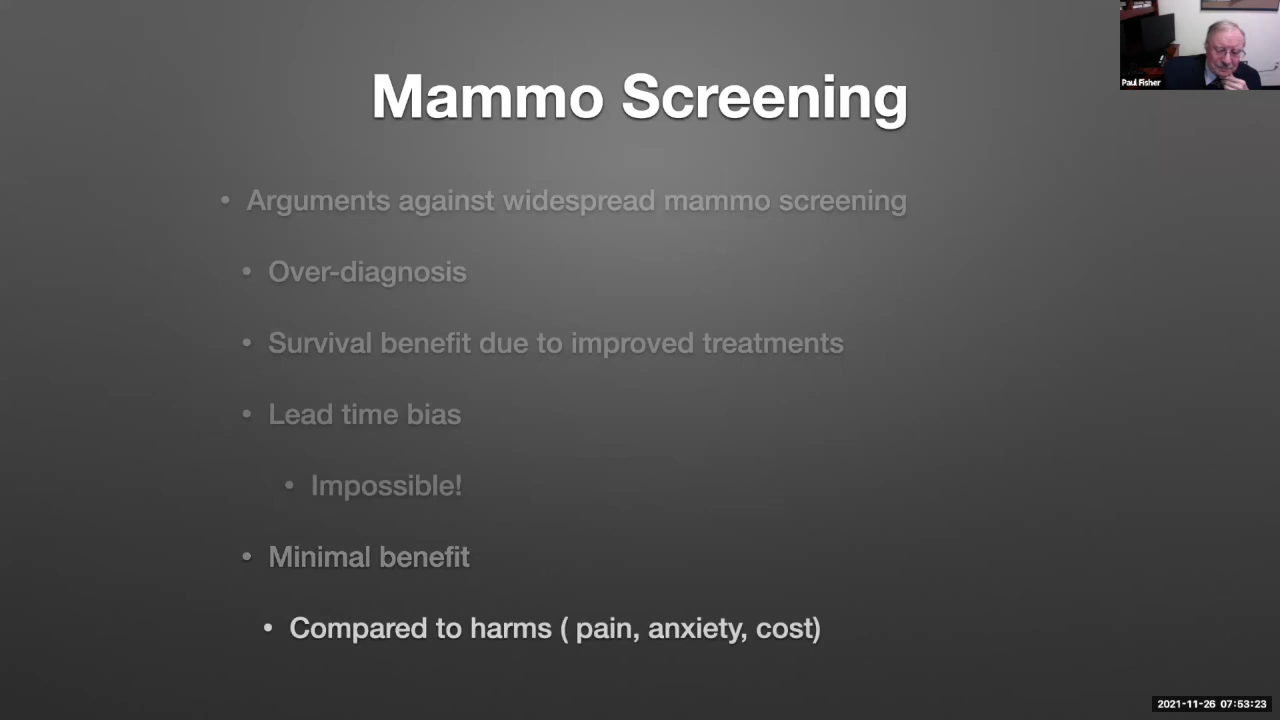 Mammo Screening
Paul Fisher
• Arguments against widespread mammo screening
• Over-diagnosis
• Survival benefit due to improved treatments
• Lead time bias
• Impossible!
• Minimal benefit
• Compared to harms ( pain, anxiety, cost)
2021-11-26 07:53:23